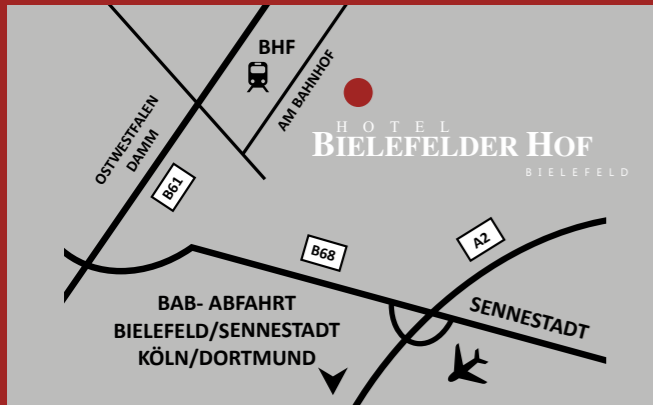 BHF
AM BAHNHOF
OSTWESTFALEN
DAMM
HOTEL
BIELEFELDER HOF
BIELEFELD
B61
A2
B68
SENNESTADT
BAB- ABFAHRT
BIELEFELD/SENNESTADT
KÖLN/DORTMUND